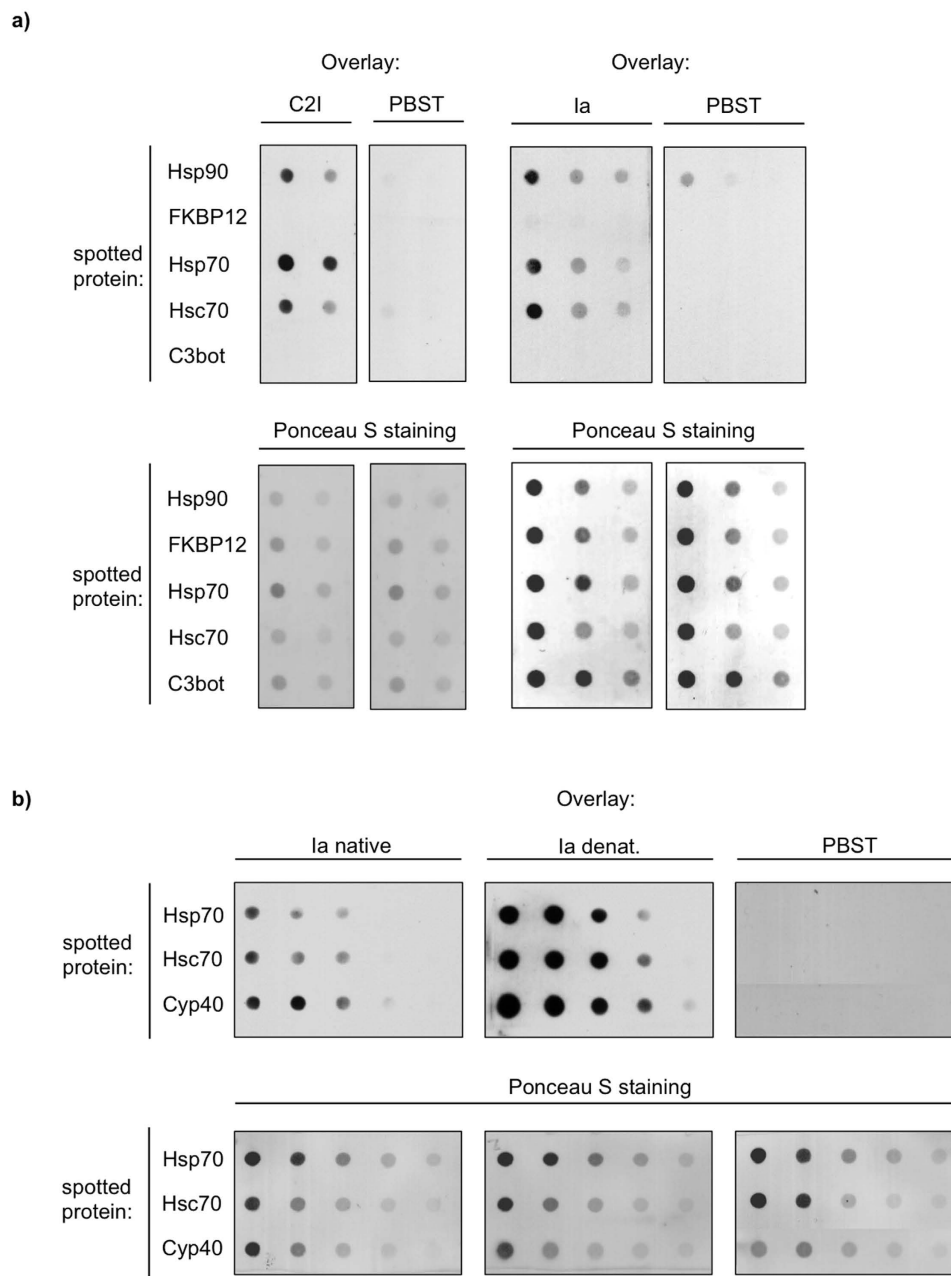 a)
Overlay: Overlay:
C2I PBST Ia PBST
Hsp90
FKBP12
spotted protein:
Hsp70
Hsc70
C3bot
Ponceau S staining Ponceau S staining
Hsp90
FKBP12
spotted protein:
Hsp70
Hsc70
C3bot
b)
Overlay:
Ia native Ia denat. PBST
Hsp70
spotted protein:
Hsc70
Cyp40
Ponceau S staining
Hsp70
spotted protein:
Hsc70
Cyp40